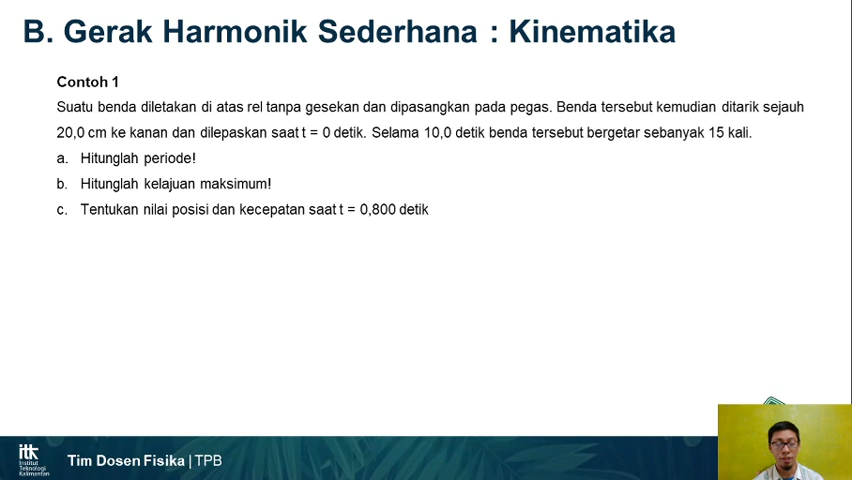 B. Gerak Harmonik Sederhana : Kinematika
Contoh 1
Suatu benda diletakan di atas rel tanpa gesekan dan dipasangkan pada pegas. Benda tersebut kemudian ditarik sejauh
20,0 cm ke kanan dan dilepaskan saat t = 0 detik. Selama 10,0 detik benda tersebut bergetar sebanyak 15 kali.
a. Hitunglah periode!
b. Hitunglah kelajuan maksimum!
c. Tentukan nilai posisi dan kecepatan saat t = 0,800 detik
itk
Institut
Teknologi
Kalimantan
Tim Dosen Fisika | TPB